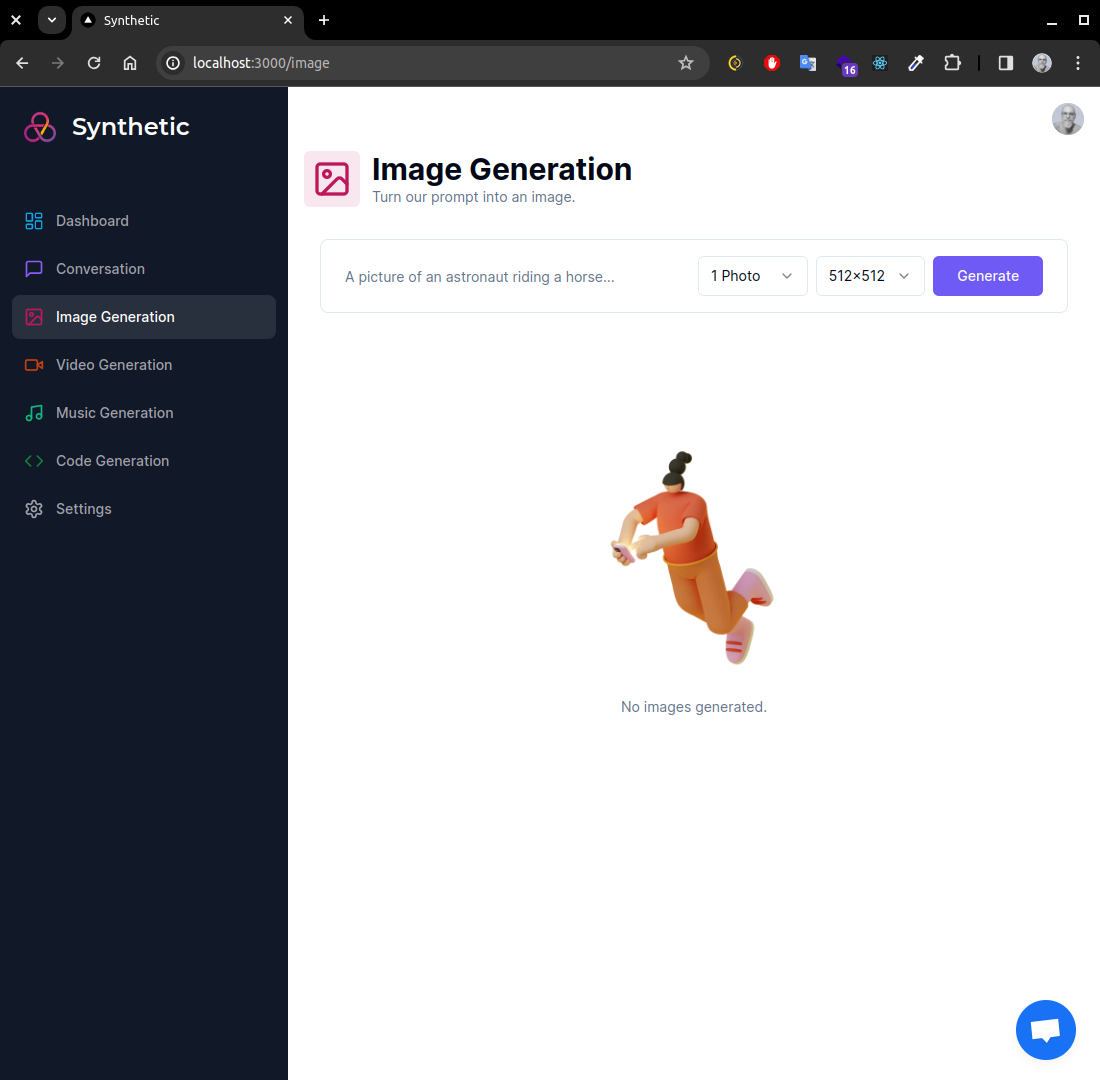 Synthetic
localhost:3000/image
16
Synthetic
Dashboard
Conversation
Image Generation
Video Generation
Music Generation
Code Generation
Settings
Image Generation
Turn our prompt into an image.
A picture of an astronaut riding a horse...
1 Photo
512×512
Generate
No images generated.